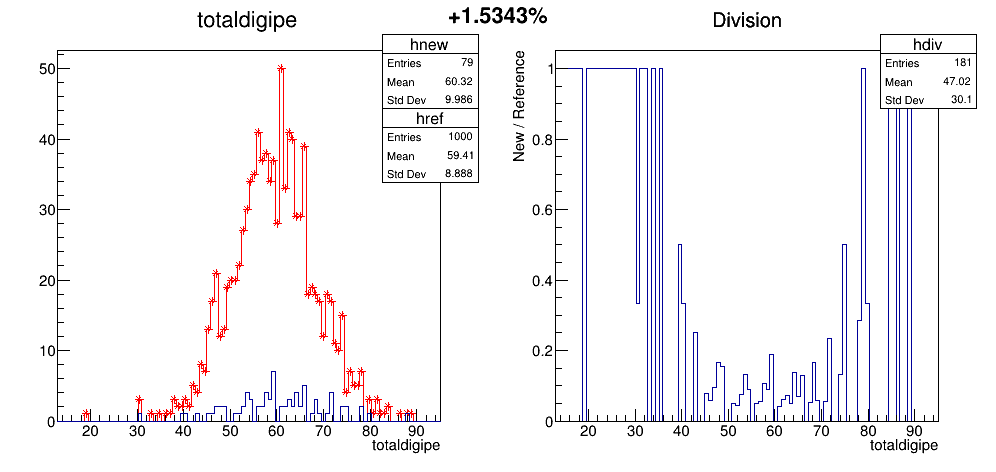 totaldigipe
+1.5343%
Division
hnew
Entries 79
Mean 60.32
Std Dev 9.986
href
Entries 1000
Mean 59.41
Std Dev 8.888
50
40
30
20
10
0
20 30 40 50 60 70 80 90
totaldigipe
hdiv
Entries 181
Mean 47.02
Std Dev 30.1
New / Reference
1
0.8
0.6
0.4
0.2
0
20 30 40 50 60 70 80 90
totaldigipe